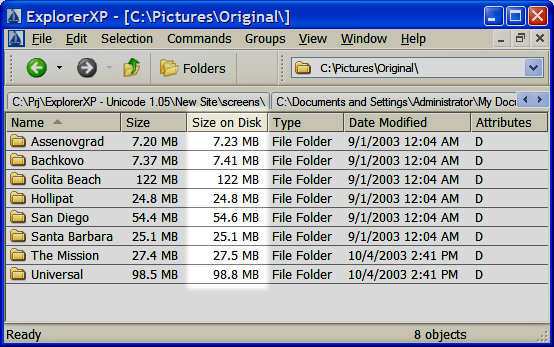 ExplorerXP - [C:\Pictures\Original\]
File Edit Selection Commands Groups View Window Help
Folders C:\Pictures\Original\
C:\Prj\ExplorerXP - Unicode 1.05\New Site\screens\ C:\Documents and Settings\Administrator\My Docu
Name Size Size on Disk Type Date Modified Attributes
Assenovgrad 7.20 MB 7.23 MB File Folder 9/1/2003 12:04 AM D
Bachkovo 7.37 MB 7.41 MB File Folder 9/1/2003 12:04 AM D
Golita Beach 122 MB 122 MB File Folder 9/1/2003 12:04 AM D
Hollipat 24.8 MB 24.8 MB File Folder 9/1/2003 12:04 AM D
San Diego 54.4 MB 54.6 MB File Folder 9/1/2003 12:04 AM D
Santa Barbara 25.1 MB 25.1 MB File Folder 9/1/2003 12:04 AM D
The Mission 27.4 MB 27.5 MB File Folder 10/4/2003 2:41 PM D
Universal 98.5 MB 98.8 MB File Folder 10/4/2003 2:41 PM D
Ready 8 objects